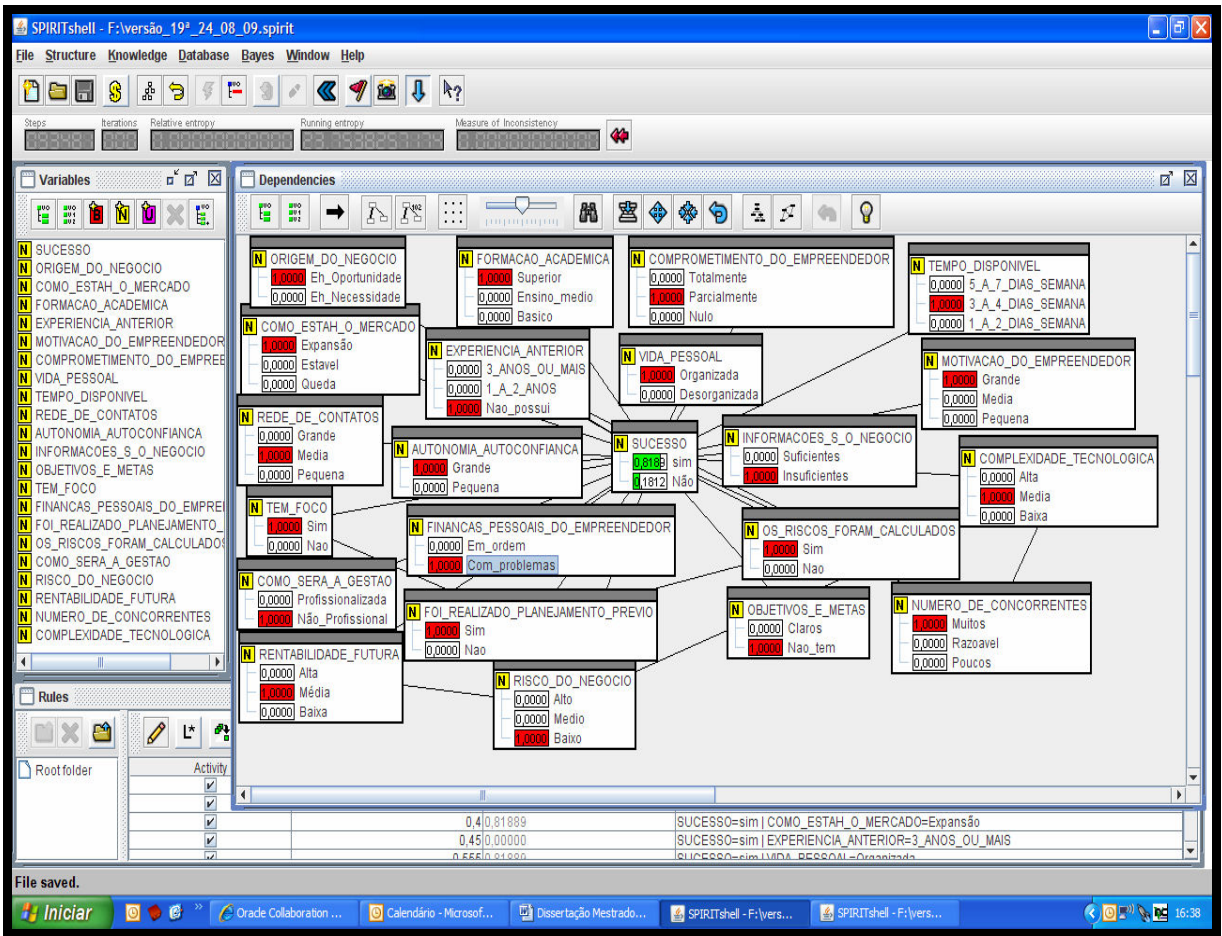 SPIRITshell - F:\versão_19ª_24_08_09.spirit
File Structure Knowledge Database Bayes Window Help
Steps Iterations Relative entropy Running entropy Measure of Inconsistency
Variables
SUCESSO
ORIGEM_DO_NEGOCIO
COMO_ESTAH_O_MERCADO
FORMACAO_ACADEMICA
EXPERIENCIA_ANTERIOR
MOTIVACAO_DO_EMPREENDEDOR
COMPROMETIMENTO_DO_EMPREE
VIDA_PESSOAL
TEMPO_DISPONIVEL
REDE_DE_CONTATOS
AUTONOMIA_AUTOCONFIANCA
INFORMACOES_S_O_NEGOCIO
OBJETIVOS_E_METAS
TEM_FOCO
FINANCAS_PESSOAIS_DO_EMPREI
FOI_REALIZADO_PLANEJAMENTO_
OS_RISCOS_FORAM_CALCULADOS
COMO_SERA_A_GESTAO
RISCO_DO_NEGOCIO
RENTABILIDADE_FUTURA
NUMERO_DE_CONCORRENTES
COMPLEXIDADE_TECNOLOGICA
Dependencies
ORIGEM_DO_NEGOCIO
1,0000 Eh_Oportunidade
0,0000 Eh_Necessidade
FORMACAO_ACADEMICA
1,0000 Superior
0,0000 Ensino_medio
0,0000 Basico
COMPROMETIMENTO_DO_EMPREENDEDOR
0,0000 Totalmente
1,0000 Parcialmente
0,0000 Nulo
TEMPO_DISPONIVEL
0,0000 5_A_7_DIAS_SEMANA
1,0000 3_A_4_DIAS_SEMANA
0,0000 1_A_2_DIAS_SEMANA
COMO_ESTAH_O_MERCADO
1,0000 Expansão
0,0000 Estavel
0,0000 Queda
EXPERIENCIA_ANTERIOR
0,0000 3_ANOS_OU_MAIS
0,0000 1_A_2_ANOS
1,0000 Nao_possui
VIDA_PESSOAL
1,0000 Organizada
0,0000 Desorganizada
MOTIVACAO_DO_EMPREENDEDOR
1,0000 Grande
0,0000 Media
0,0000 Pequena
REDE_DE_CONTATOS
0,0000 Grande
1,0000 Media
0,0000 Pequena
AUTONOMIA_AUTOCONFIANCA
1,0000 Grande
0,0000 Pequena
SUCESSO
0,8189 sim
0,1812 Não
INFORMACOES_S_O_NEGOCIO
0,0000 Suficientes
1,0000 Insuficientes
COMPLEXIDADE_TECNOLOGICA
0,0000 Alta
1,0000 Media
0,0000 Baixa
TEM_FOCO
1,0000 Sim
0,0000 Nao
FINANCAS_PESSOAIS_DO_EMPREENDEDOR
0,0000 Em_ordem
1,0000 Com_problemas
OS_RISCOS_FORAM_CALCULADOS
1,0000 Sim
0,0000 Nao
COMO_SERA_A_GESTAO
0,0000 Profissionalizada
1,0000 Não_Profissional
FOI_REALIZADO_PLANEJAMENTO_PREVIO
1,0000 Sim
0,0000 Nao
OBJETIVOS_E_METAS
0,0000 Claros
1,0000 Nao_tem
NUMERO_DE_CONCORRENTES
1,0000 Muitos
0,0000 Razoavel
0,0000 Poucos
RENTABILIDADE_FUTURA
0,0000 Alta
1,0000 Média
0,0000 Baixa
RISCO_DO_NEGOCIO
0,0000 Alto
0,0000 Medio
1,0000 Baixo
Rules
Root folder
Activity
0,4 0,81889 SUCESSO=sim | COMO_ESTAH_O_MERCADO=Expansão
0,45 0,00000 SUCESSO=sim | EXPERIENCIA_ANTERIOR=3_ANOS_OU_MAIS
0,555 0,81889 SUCESSO=sim | VIDA_PESSOAL=Organizada
File saved.
Iniciar Oracle Collaboration ... Calendário - Microsof... Dissertação Mestrado... SPIRITshell - F:\vers... SPIRITshell - F:\vers... 16:38